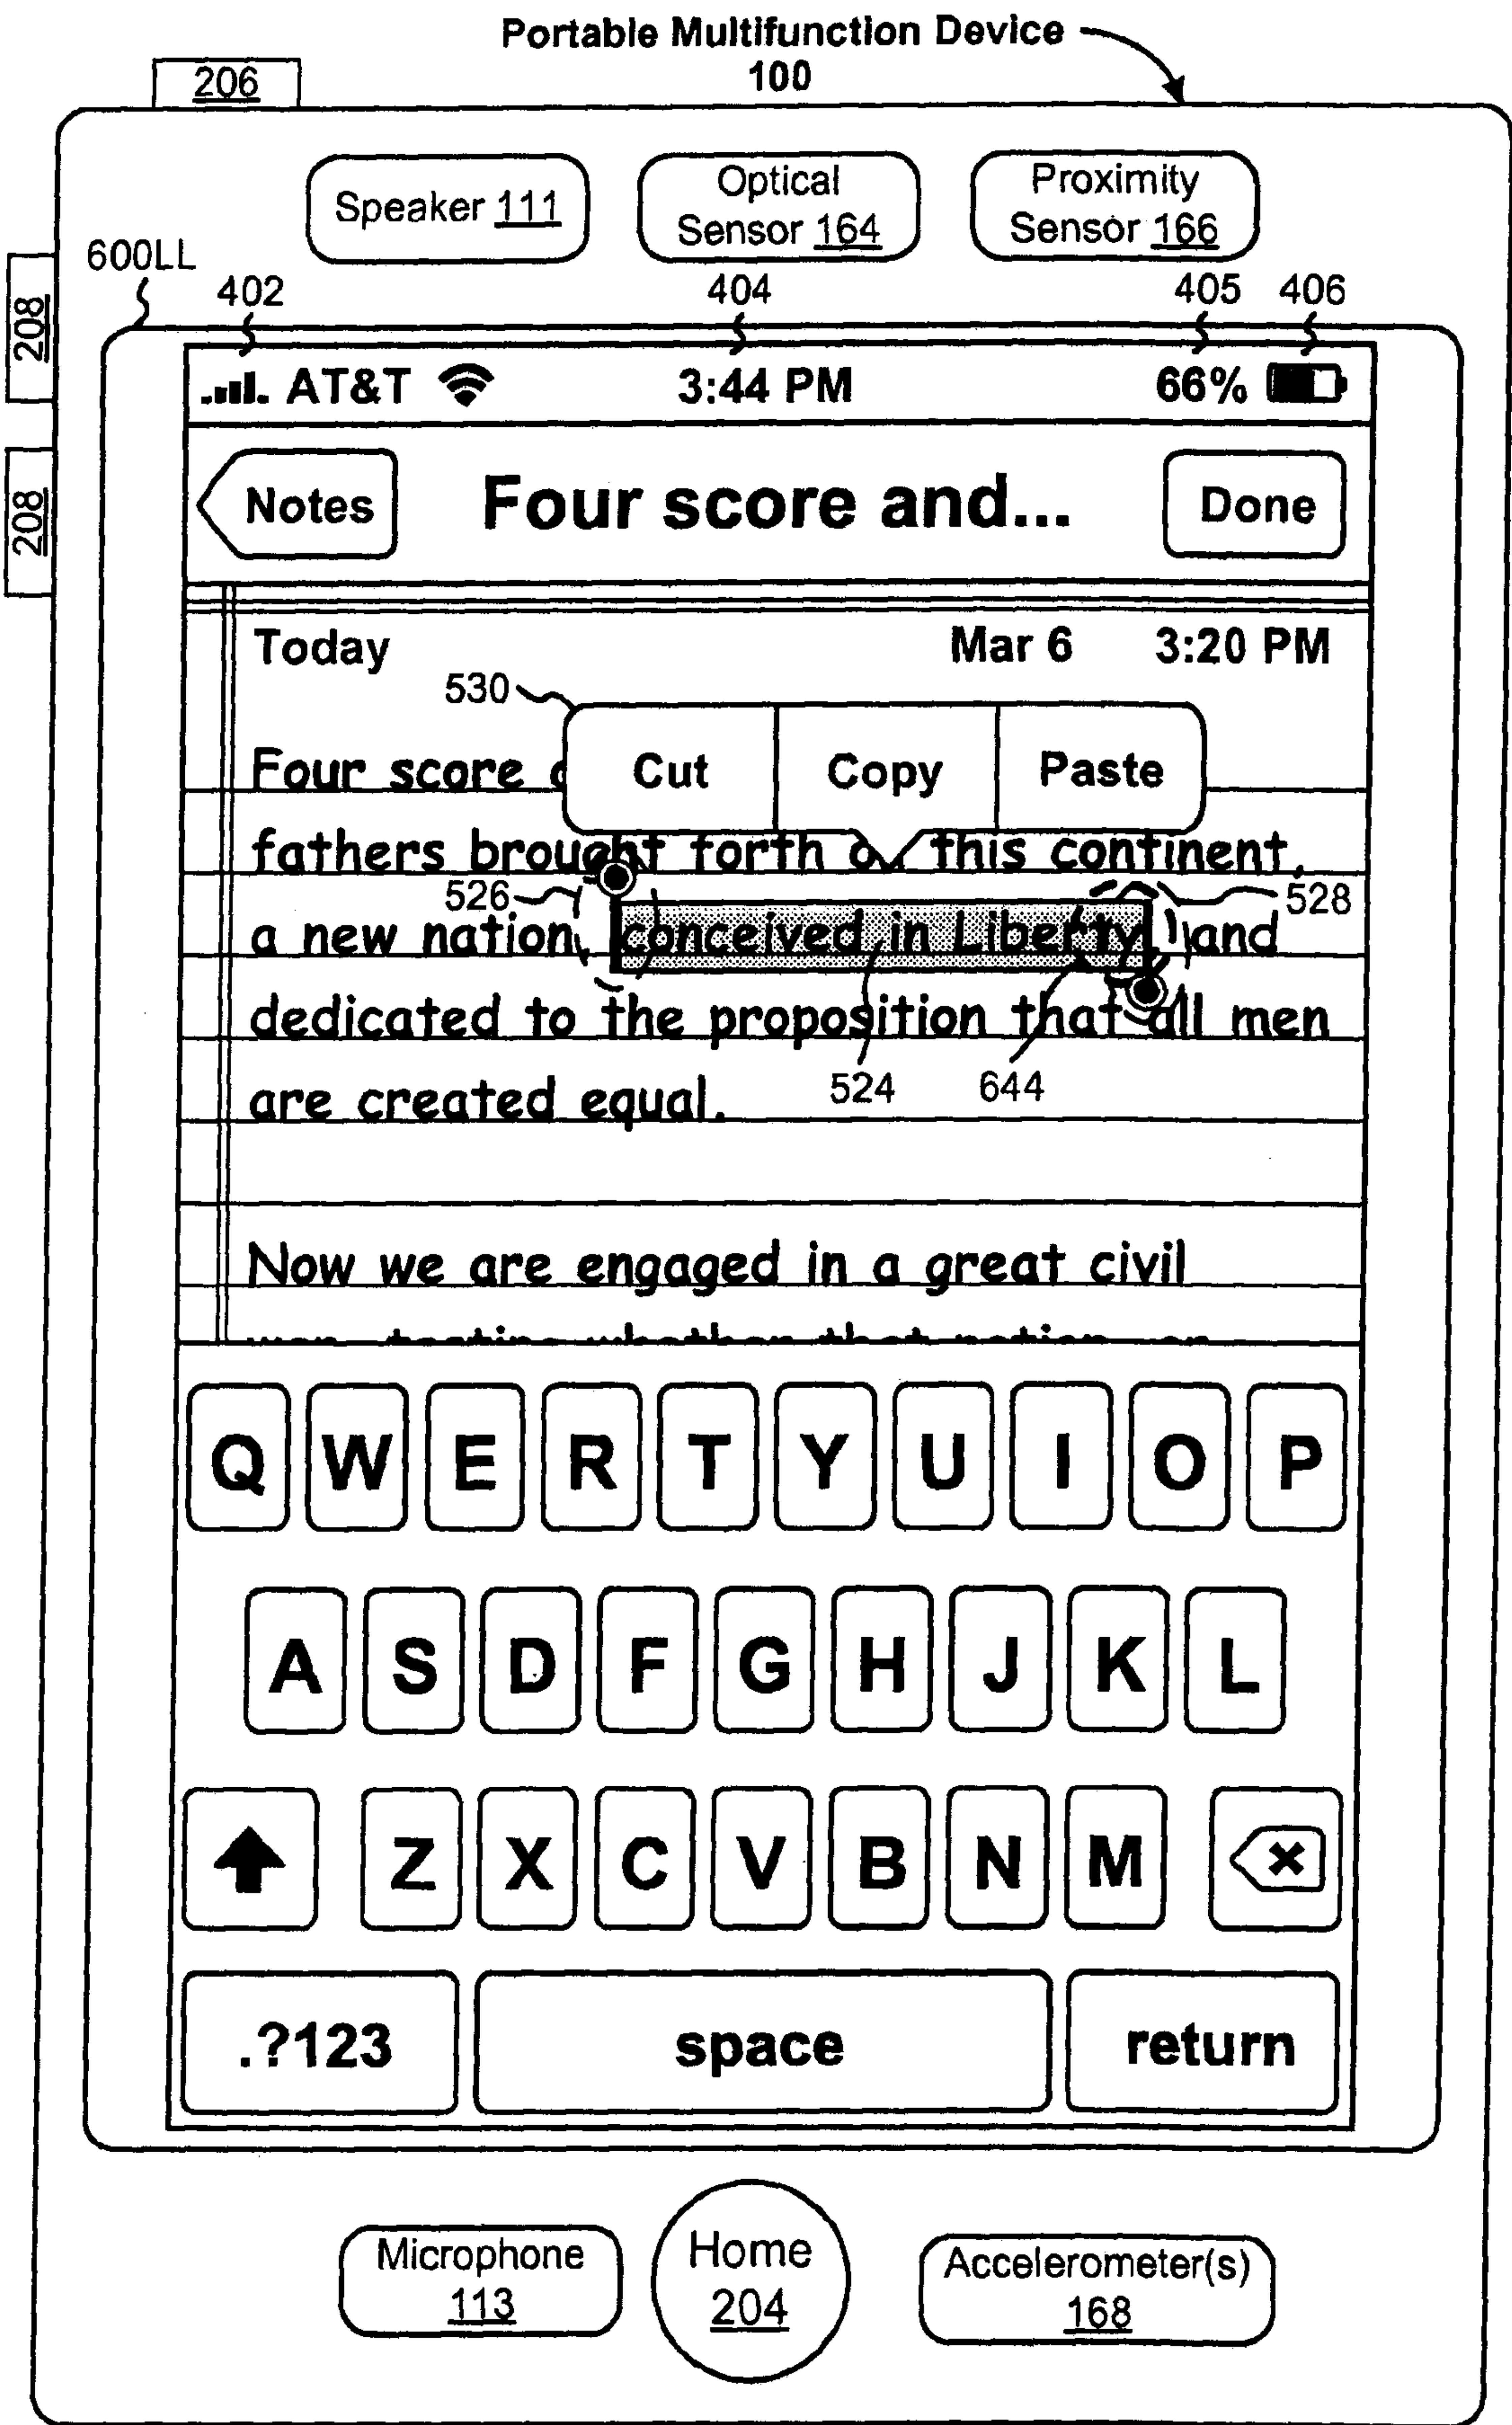 Portable Multifunction Device
100
206
Speaker 111
Optical Sensor 164
Proximity Sensor 166
600LL
402
404
405
406
208
208
AT&T 3:44 PM 66%
Notes Four score and... Done
Today Mar 6 3:20 PM
530
Cut Copy Paste
Four score
fathers brought forth this continent,
526
528
a new nation, conceived in Liberty, and
dedicated to the proposition that all men
524
644
are created equal.
Now we are engaged in a great civil
Q W E R T Y U I O P
A S D F G H J K L
Z X C V B N M
.?123 space return
Microphone 113
Home 204
Accelerometer(s) 168